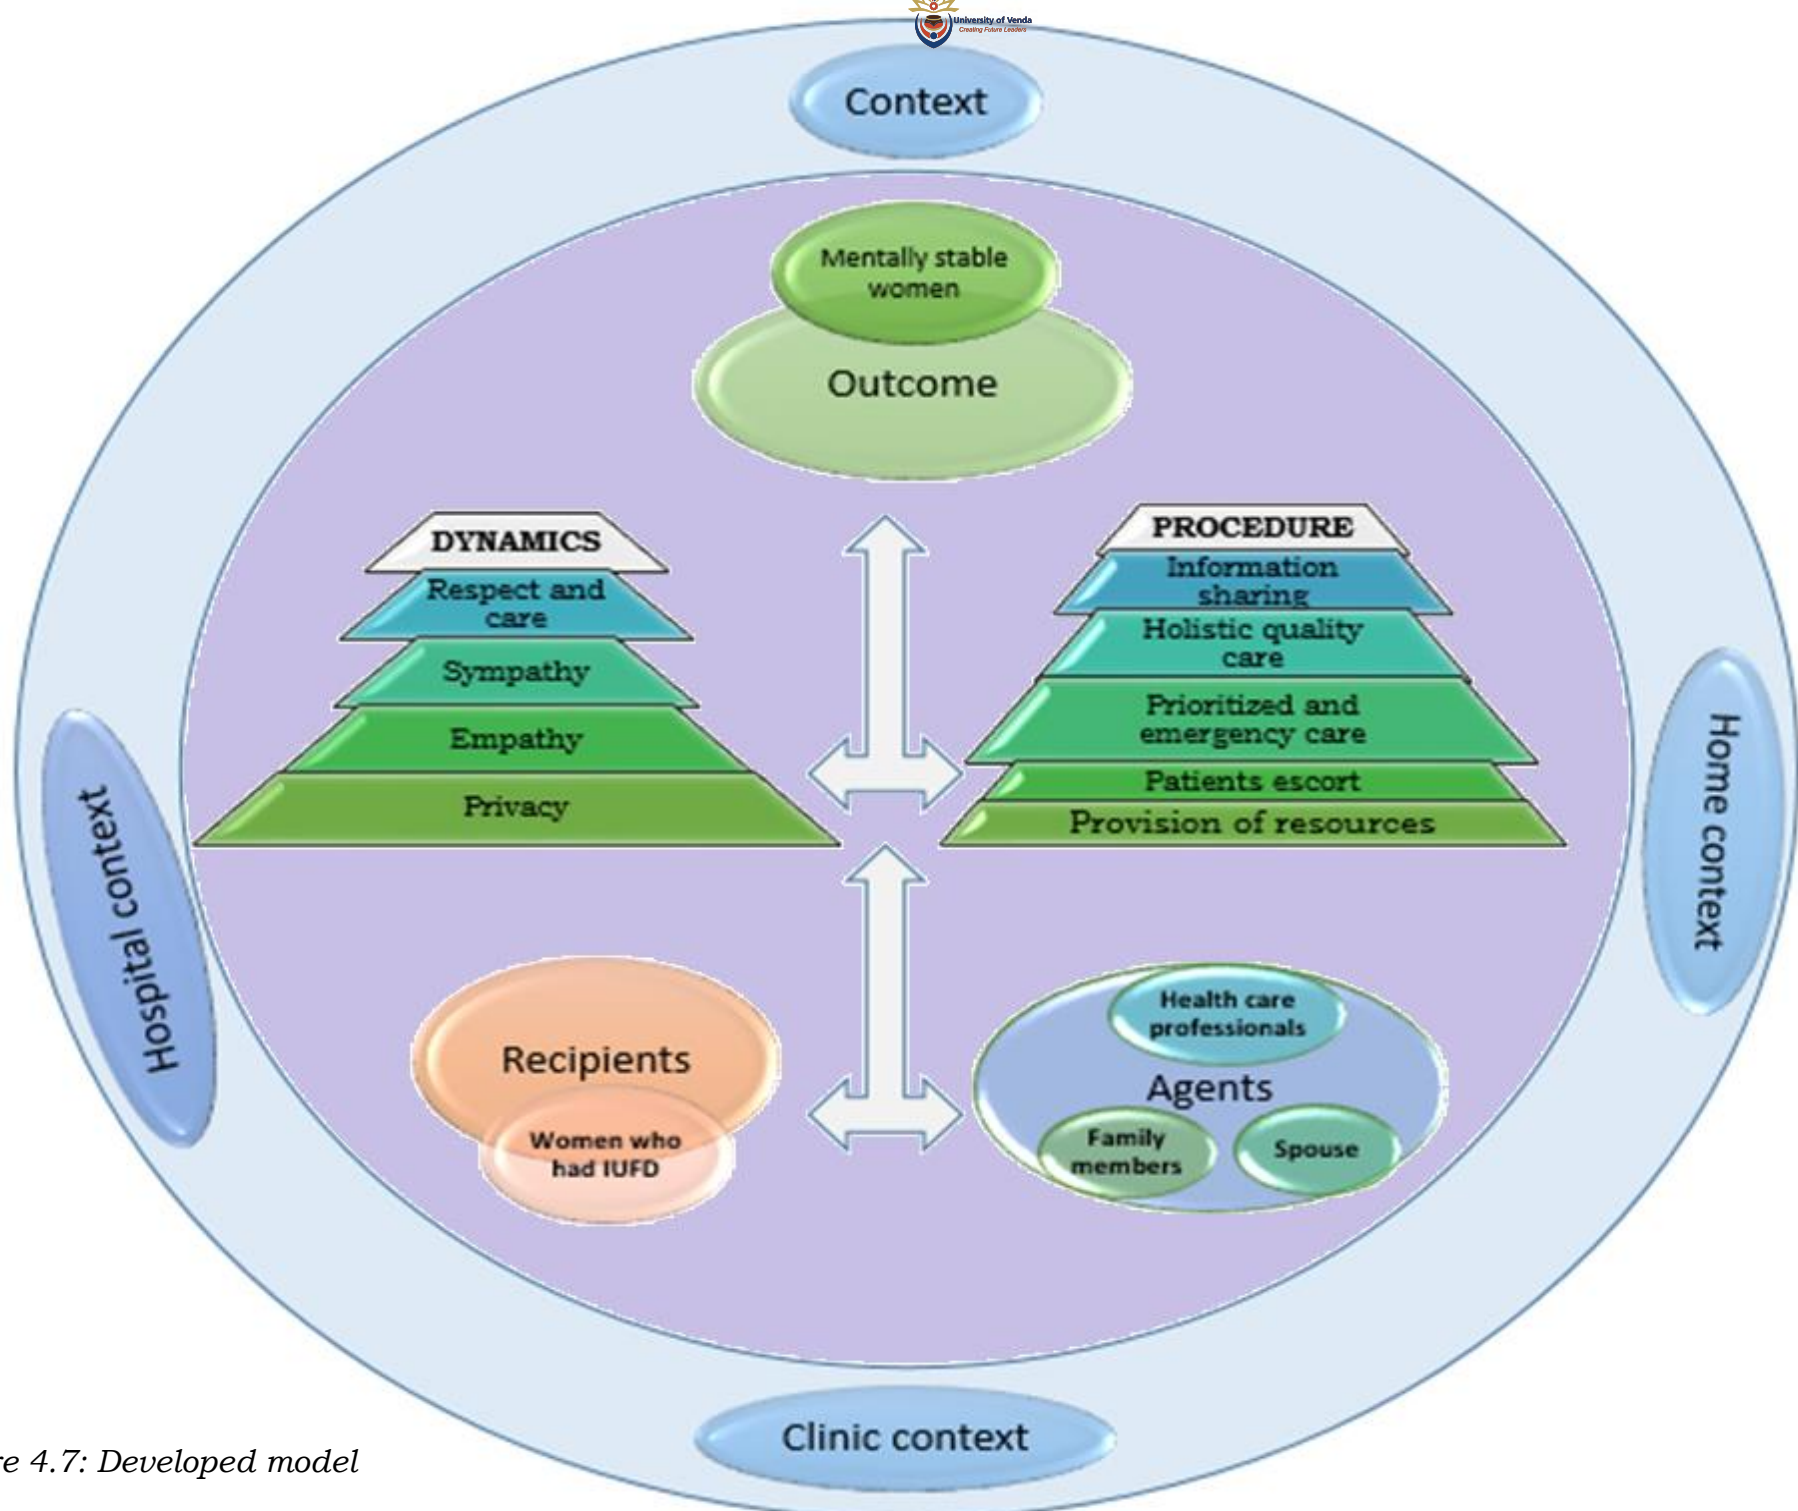 University of Venda
Creating Future Leaders
Context
Mentally stable
women
Outcome
DYNAMICS
Respect and
care
Sympathy
Empathy
Privacy
PROCEDURE
Information
sharing
Holistic quality
care
Prioritized and
emergency care
Patients escort
Provision of resources
Hospital context
Home context
Recipients
Women who
had IUFD
Health care
professionals
Agents
Family
members
Spouse
Clinic context
re 4.7: Developed model